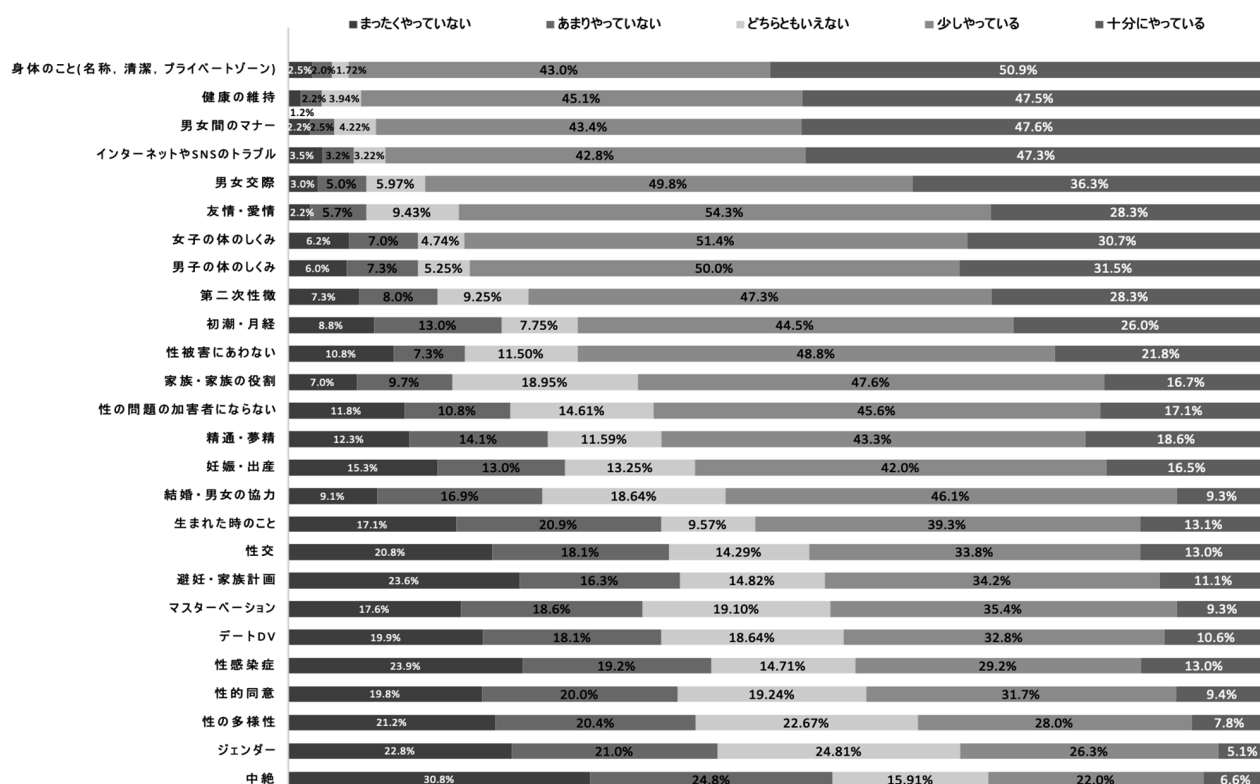 ■まったくやっていない ■あまりやっていない ■どちらともいえない ■少しやっている ■十分にやっている
身体のこと(名称, 清潔, プライベートゾーン) 2.5% 2.0% 1.72% 43.0% 50.9%
健康の維持 1.2% 2.2% 3.94% 45.1% 47.5%
男女間のマナー 2.2% 2.5% 4.22% 43.4% 47.6%
インターネットやSNSのトラブル 3.5% 3.2% 3.22% 42.8% 47.3%
男女交際 3.0% 5.0% 5.97% 49.8% 36.3%
友情・愛情 2.2% 5.7% 9.43% 54.3% 28.3%
女子の体のしくみ 6.2% 7.0% 4.74% 51.4% 30.7%
男子の体のしくみ 6.0% 7.3% 5.25% 50.0% 31.5%
第二次性徴 7.3% 8.0% 9.25% 47.3% 28.3%
初潮・月経 8.8% 13.0% 7.75% 44.5% 26.0%
性被害にあわない 10.8% 7.3% 11.50% 48.8% 21.8%
家族・家族の役割 7.0% 9.7% 18.95% 47.6% 16.7%
性の問題の加害者にならない 11.8% 10.8% 14.61% 45.6% 17.1%
精通・夢精 12.3% 14.1% 11.59% 43.3% 18.6%
妊娠・出産 15.3% 13.0% 13.25% 42.0% 16.5%
結婚・男女の協力 9.1% 16.9% 18.64% 46.1% 9.3%
生まれた時のこと 17.1% 20.9% 9.57% 39.3% 13.1%
性交 20.8% 18.1% 14.29% 33.8% 13.0%
避妊・家族計画 23.6% 16.3% 14.82% 34.2% 11.1%
マスターベーション 17.6% 18.6% 19.10% 35.4% 9.3%
デートDV 19.9% 18.1% 18.64% 32.8% 10.6%
性感染症 23.9% 19.2% 14.71% 29.2% 13.0%
性的同意 19.8% 20.0% 19.24% 31.7% 9.4%
性の多様性 21.2% 20.4% 22.67% 28.0% 7.8%
ジェンダー 22.8% 21.0% 24.81% 26.3% 5.1%
中絶 30.8% 24.8% 15.91% 22.0% 6.6%